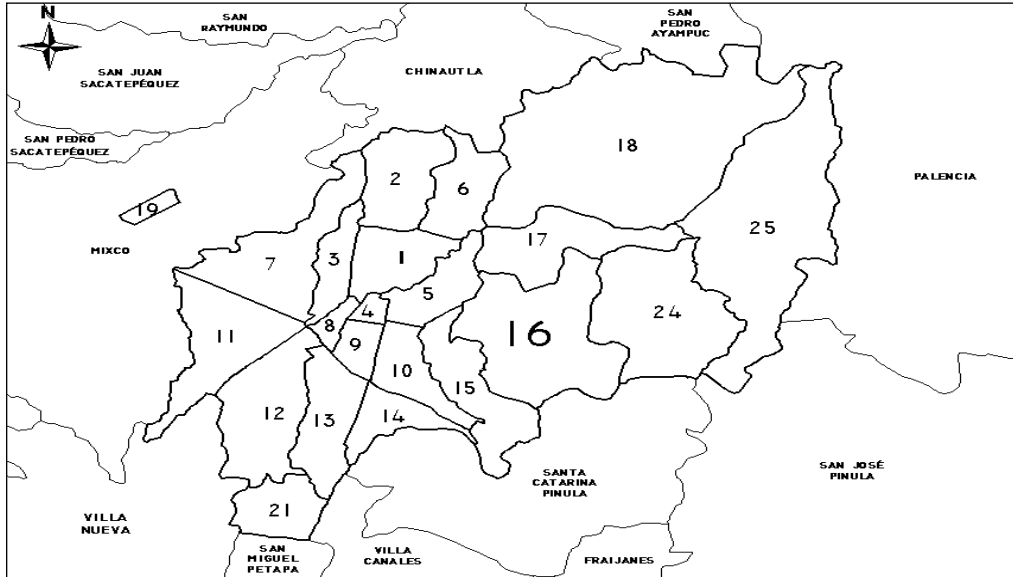 N
SAN
RAYMUNDO
SAN
PEDRO
AYAMPUC
SAN JUAN
SACATEPÉQUEZ
CHINAUTLA
SAN PEDRO
SACATEPÉQUEZ
18
2
6
PALENCIA
19
25
17
MIXCO
7
3
1
5
4
24
8
16
11
9
10
15
12
13
14
SANTA
CATARINA
PINULA
SAN JOSÉ
PINULA
21
VILLA
NUEVA
SAN
MIGUEL
PETAPA
VILLA
CANALES
FRAIJANES